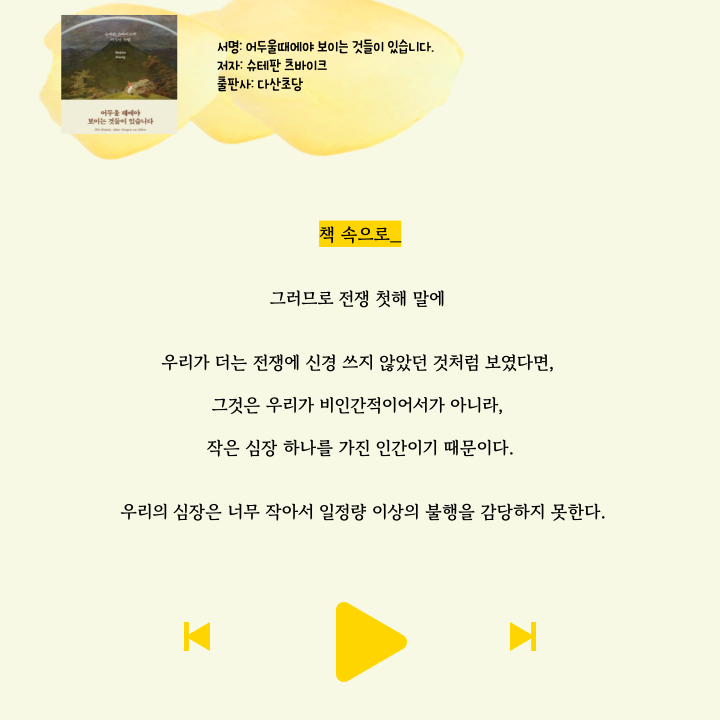 어두울 때에야
보이는 것들이 있습니다
서명: 어두울때에야 보이는 것들이 있습니다.
저자: 슈테판 츠바이크
출판사: 다산초당
책 속으로_
그러므로 전쟁 첫해 말에
우리가 더는 전쟁에 신경 쓰지 않았던 것처럼 보였다면,
그것은 우리가 비인간적이어서가 아니라,
작은 심장 하나를 가진 인간이기 때문이다.
우리의 심장은 너무 작아서 일정량 이상의 불행을 감당하지 못한다.